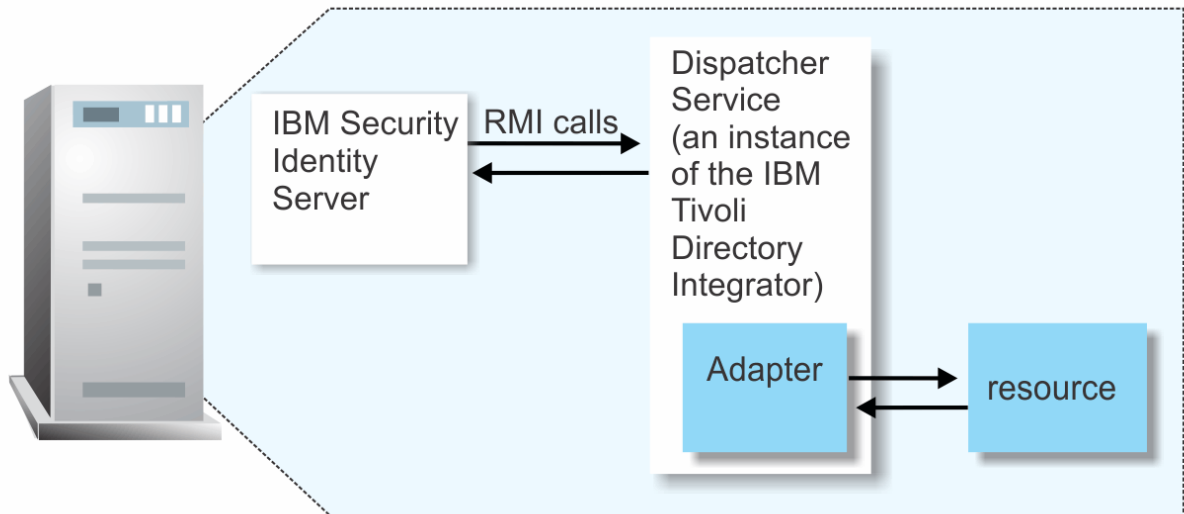 IBM Security
Identity
Server
RMI calls
Dispatcher
Service
(an instance
of the IBM
Tivoli
Directory
Integrator)
Adapter
resource